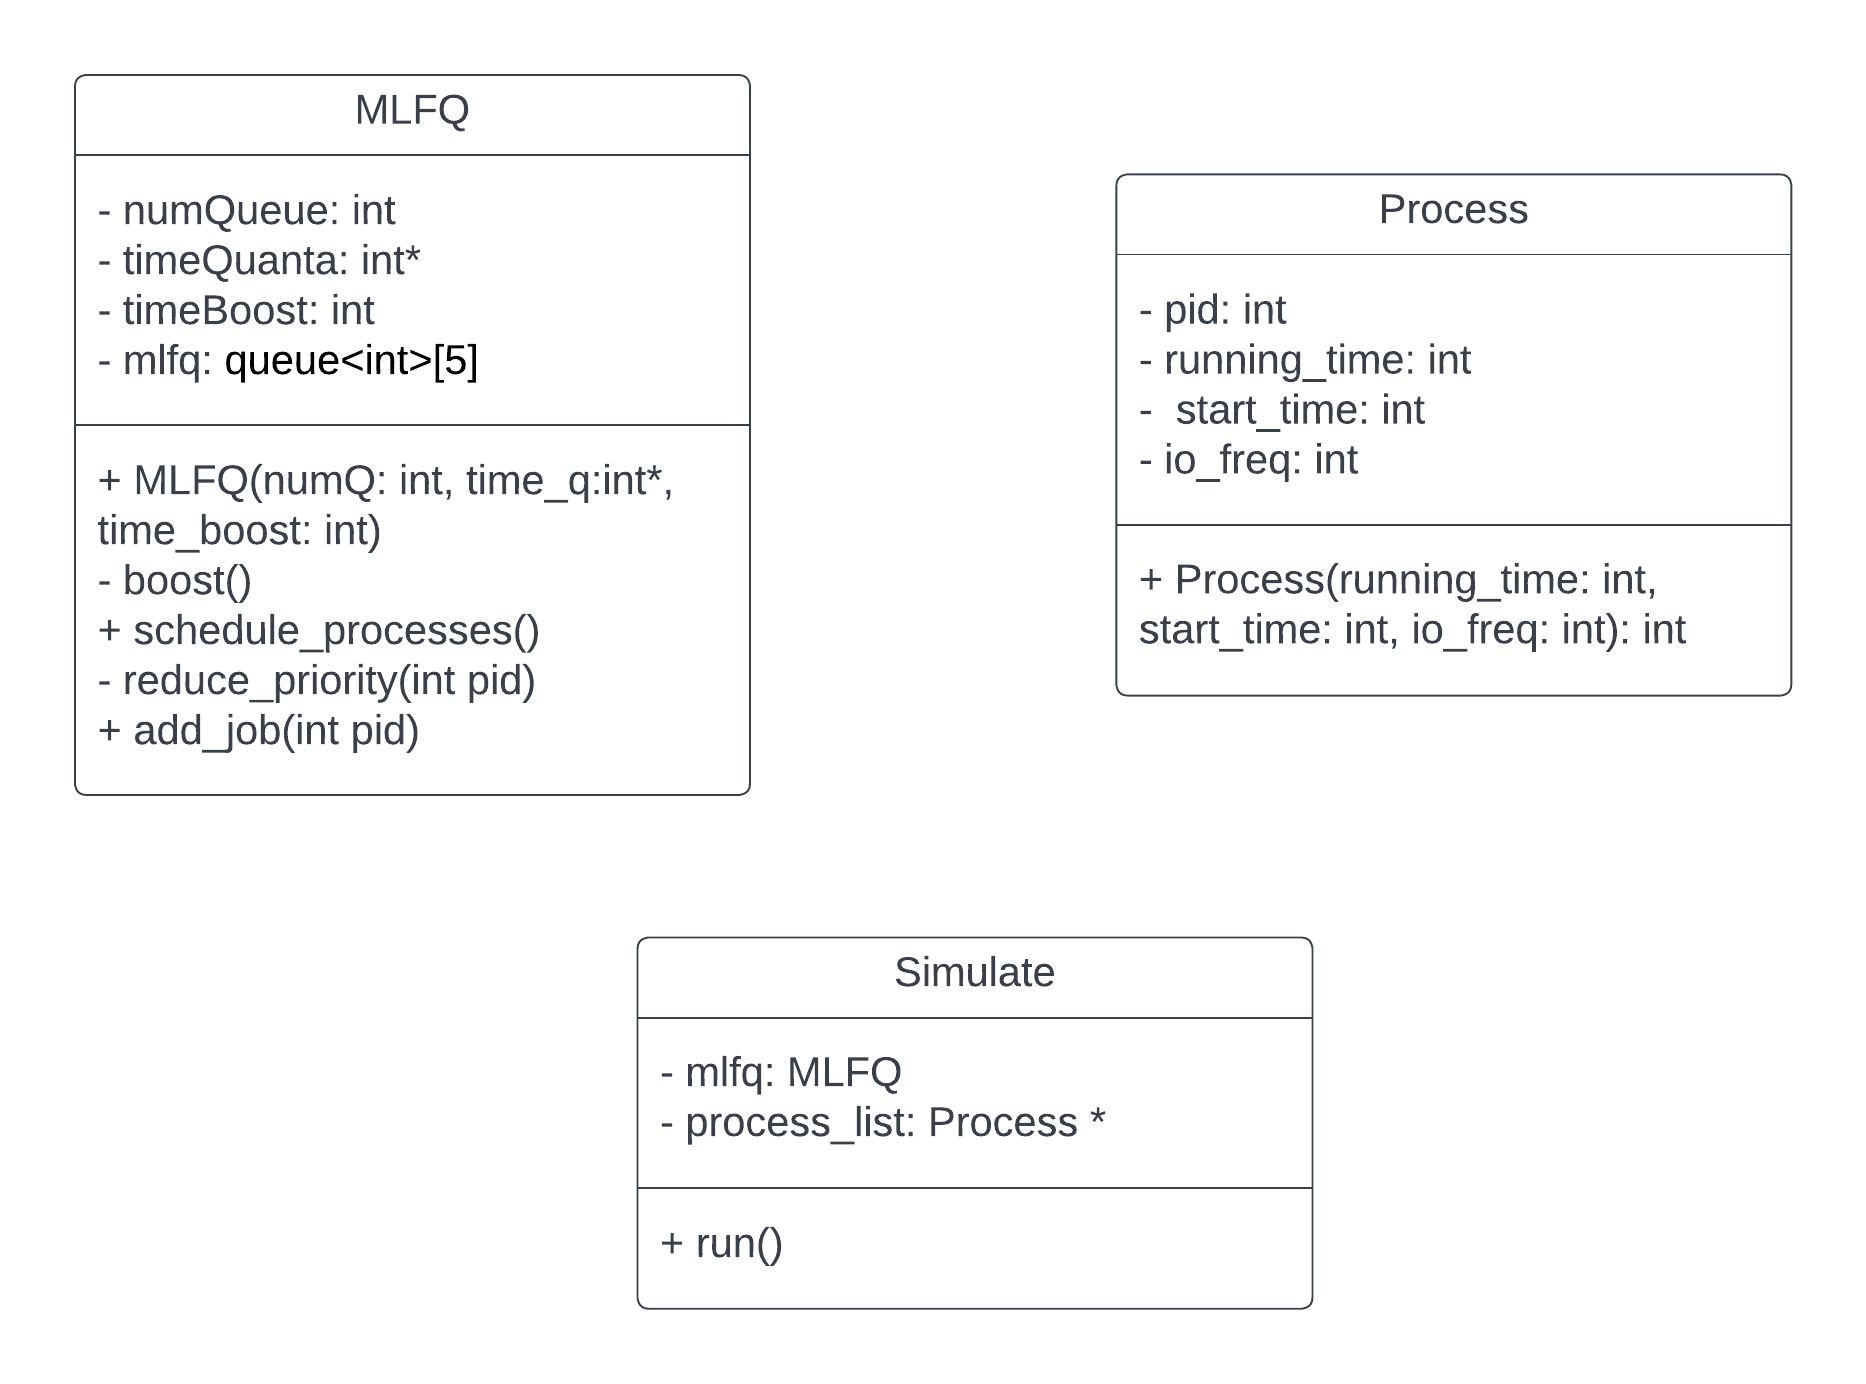 MLFQ
- numQueue: int
- timeQuanta: int*
- timeBoost: int
- mlfq: queue<int>[5]
+ MLFQ(numQ: int, time_q:int*,
time_boost: int)
- boost()
+ schedule_processes()
- reduce_priority(int pid)
+ add_job(int pid)
Process
- pid: int
- running_time: int
-  start_time: int
- io_freq: int
+ Process(running_time: int,
start_time: int, io_freq: int): int
Simulate
- mlfq: MLFQ
- process_list: Process *
+ run()